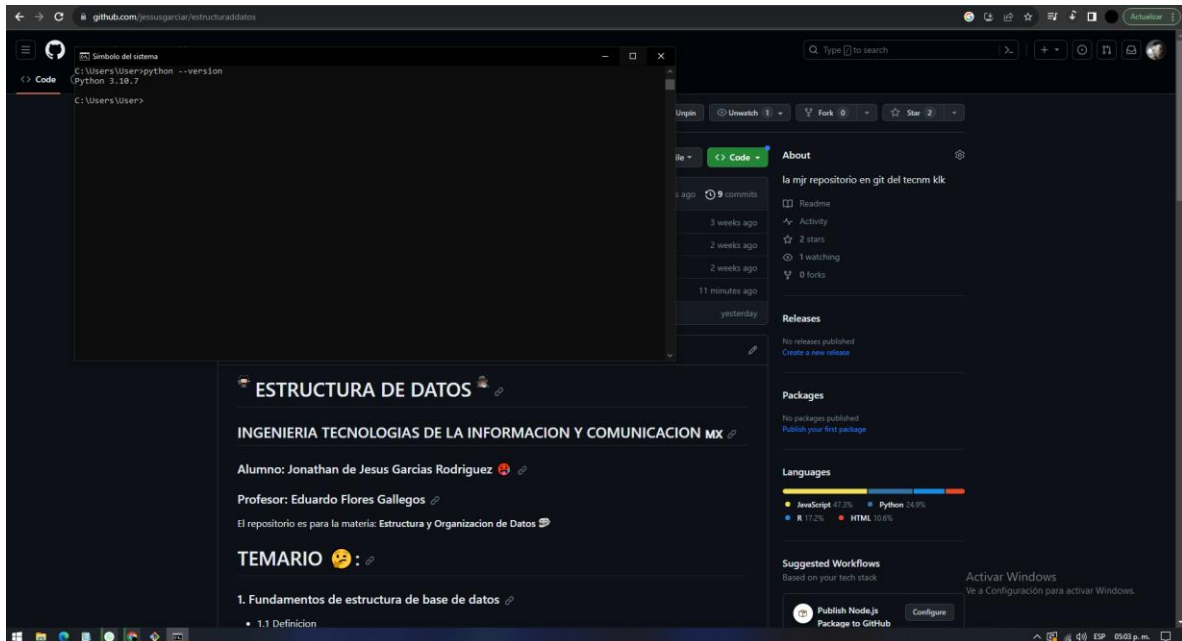 github.com/jessusgarciar/estructuraddatos
Actualizar
Type / to search
Símbolo del sistema
C:\Users\User>python --version
Python 3.10.7
C:\Users\User>
<> Code
Unpin
Unwatch 1
Fork 0
Star 2
<> Code
9 commits
3 weeks ago
2 weeks ago
2 weeks ago
11 minutes ago
yesterday
About
la mjr repositorio en git del tecnm klk
Readme
Activity
2 stars
1 watching
0 forks
Releases
No releases published
Create a new release
Packages
No packages published
Publish your first package
Languages
JavaScript 47.3% Python 24.9%
R 17.2% HTML 10.6%
Suggested Workflows
Based on your tech stack
Publish Node.js
Package to GitHub
Configure
ESTRUCTURA DE DATOS
INGENIERIA TECNOLOGIAS DE LA INFORMACION Y COMUNICACION MX
Alumno: Jonathan de Jesus Garcias Rodriguez
Profesor: Eduardo Flores Gallegos
El repositorio es para la materia: Estructura y Organizacion de Datos
TEMARIO 🤔:
1. Fundamentos de estructura de base de datos
• 1.1 Definicion
Activar Windows
Ve a Configuración para activar Windows.
ESP 05:03 p. m.